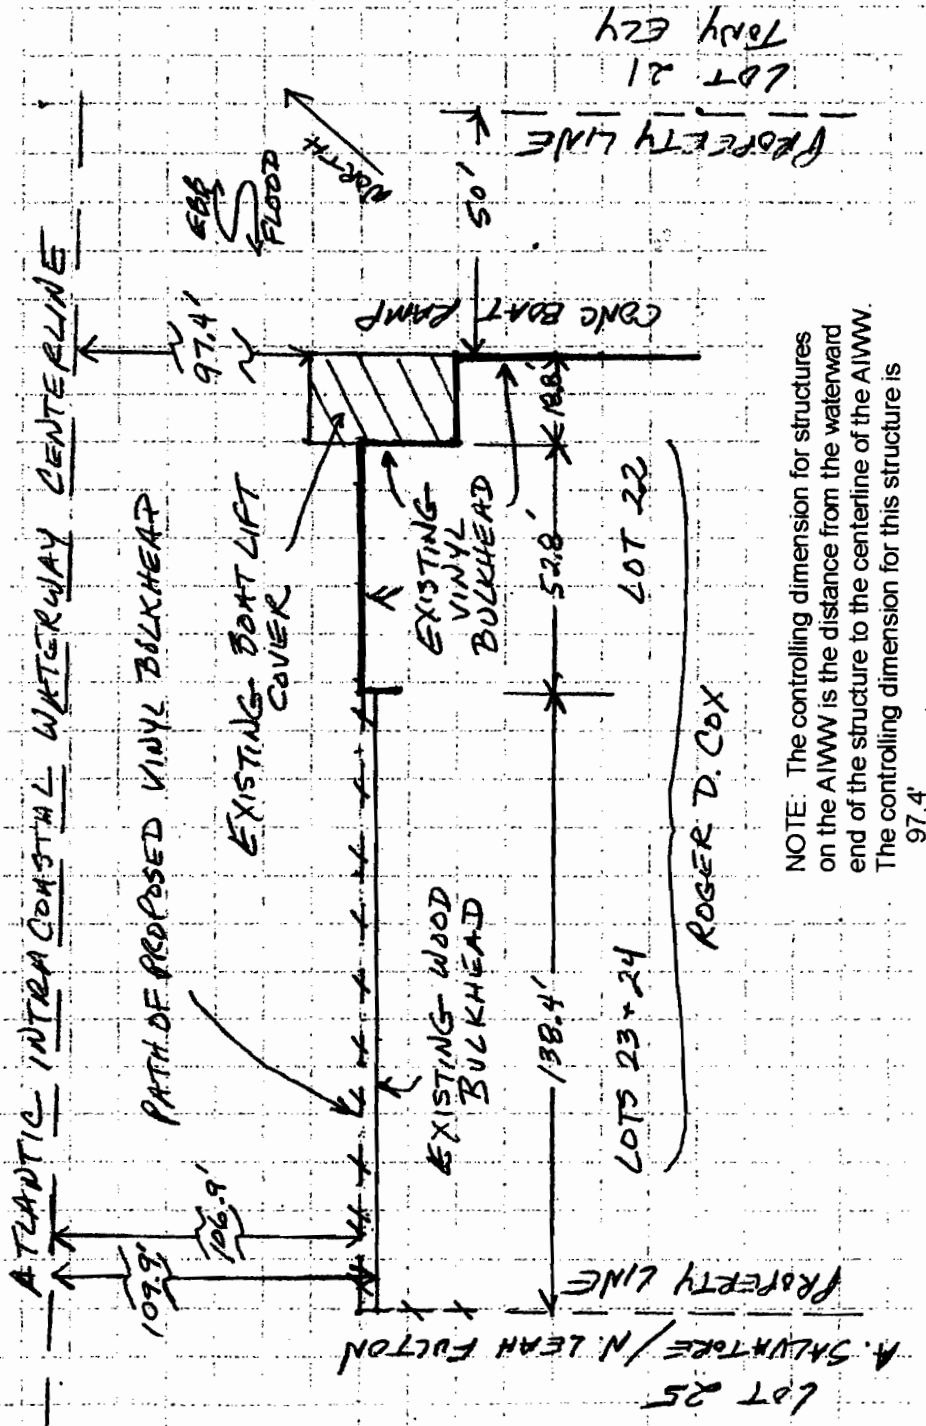 ATLANTIC INTRACOASTAL WATERWAY CENTERLINE
109.9'
106.9'
97.4'
PATH OF PROPOSED VINYL BULKHEAD
EBB
FLOOD
NORTH
EXISTING BOAT LIFT
COVER
EXISTING WOOD
BULKHEAD
EXISTING
VINYL
BULKHEAD
CONC BOAT
RAMP
50'
138.4'
52.8'
18.8'
LOTS 23+24
LOT 22
ROGER D. COX
LOT 25
A. SALVATORE / N. LEAH FULTON
PROPERTY LINE
PROPERTY LINE
LOT 21
TONY ELY
NOTE: The controlling dimension for structures
on the AIWW is the distance from the waterward
end of the structure to the centerline of the AIWW.
The controlling dimension for this structure is
97.4'